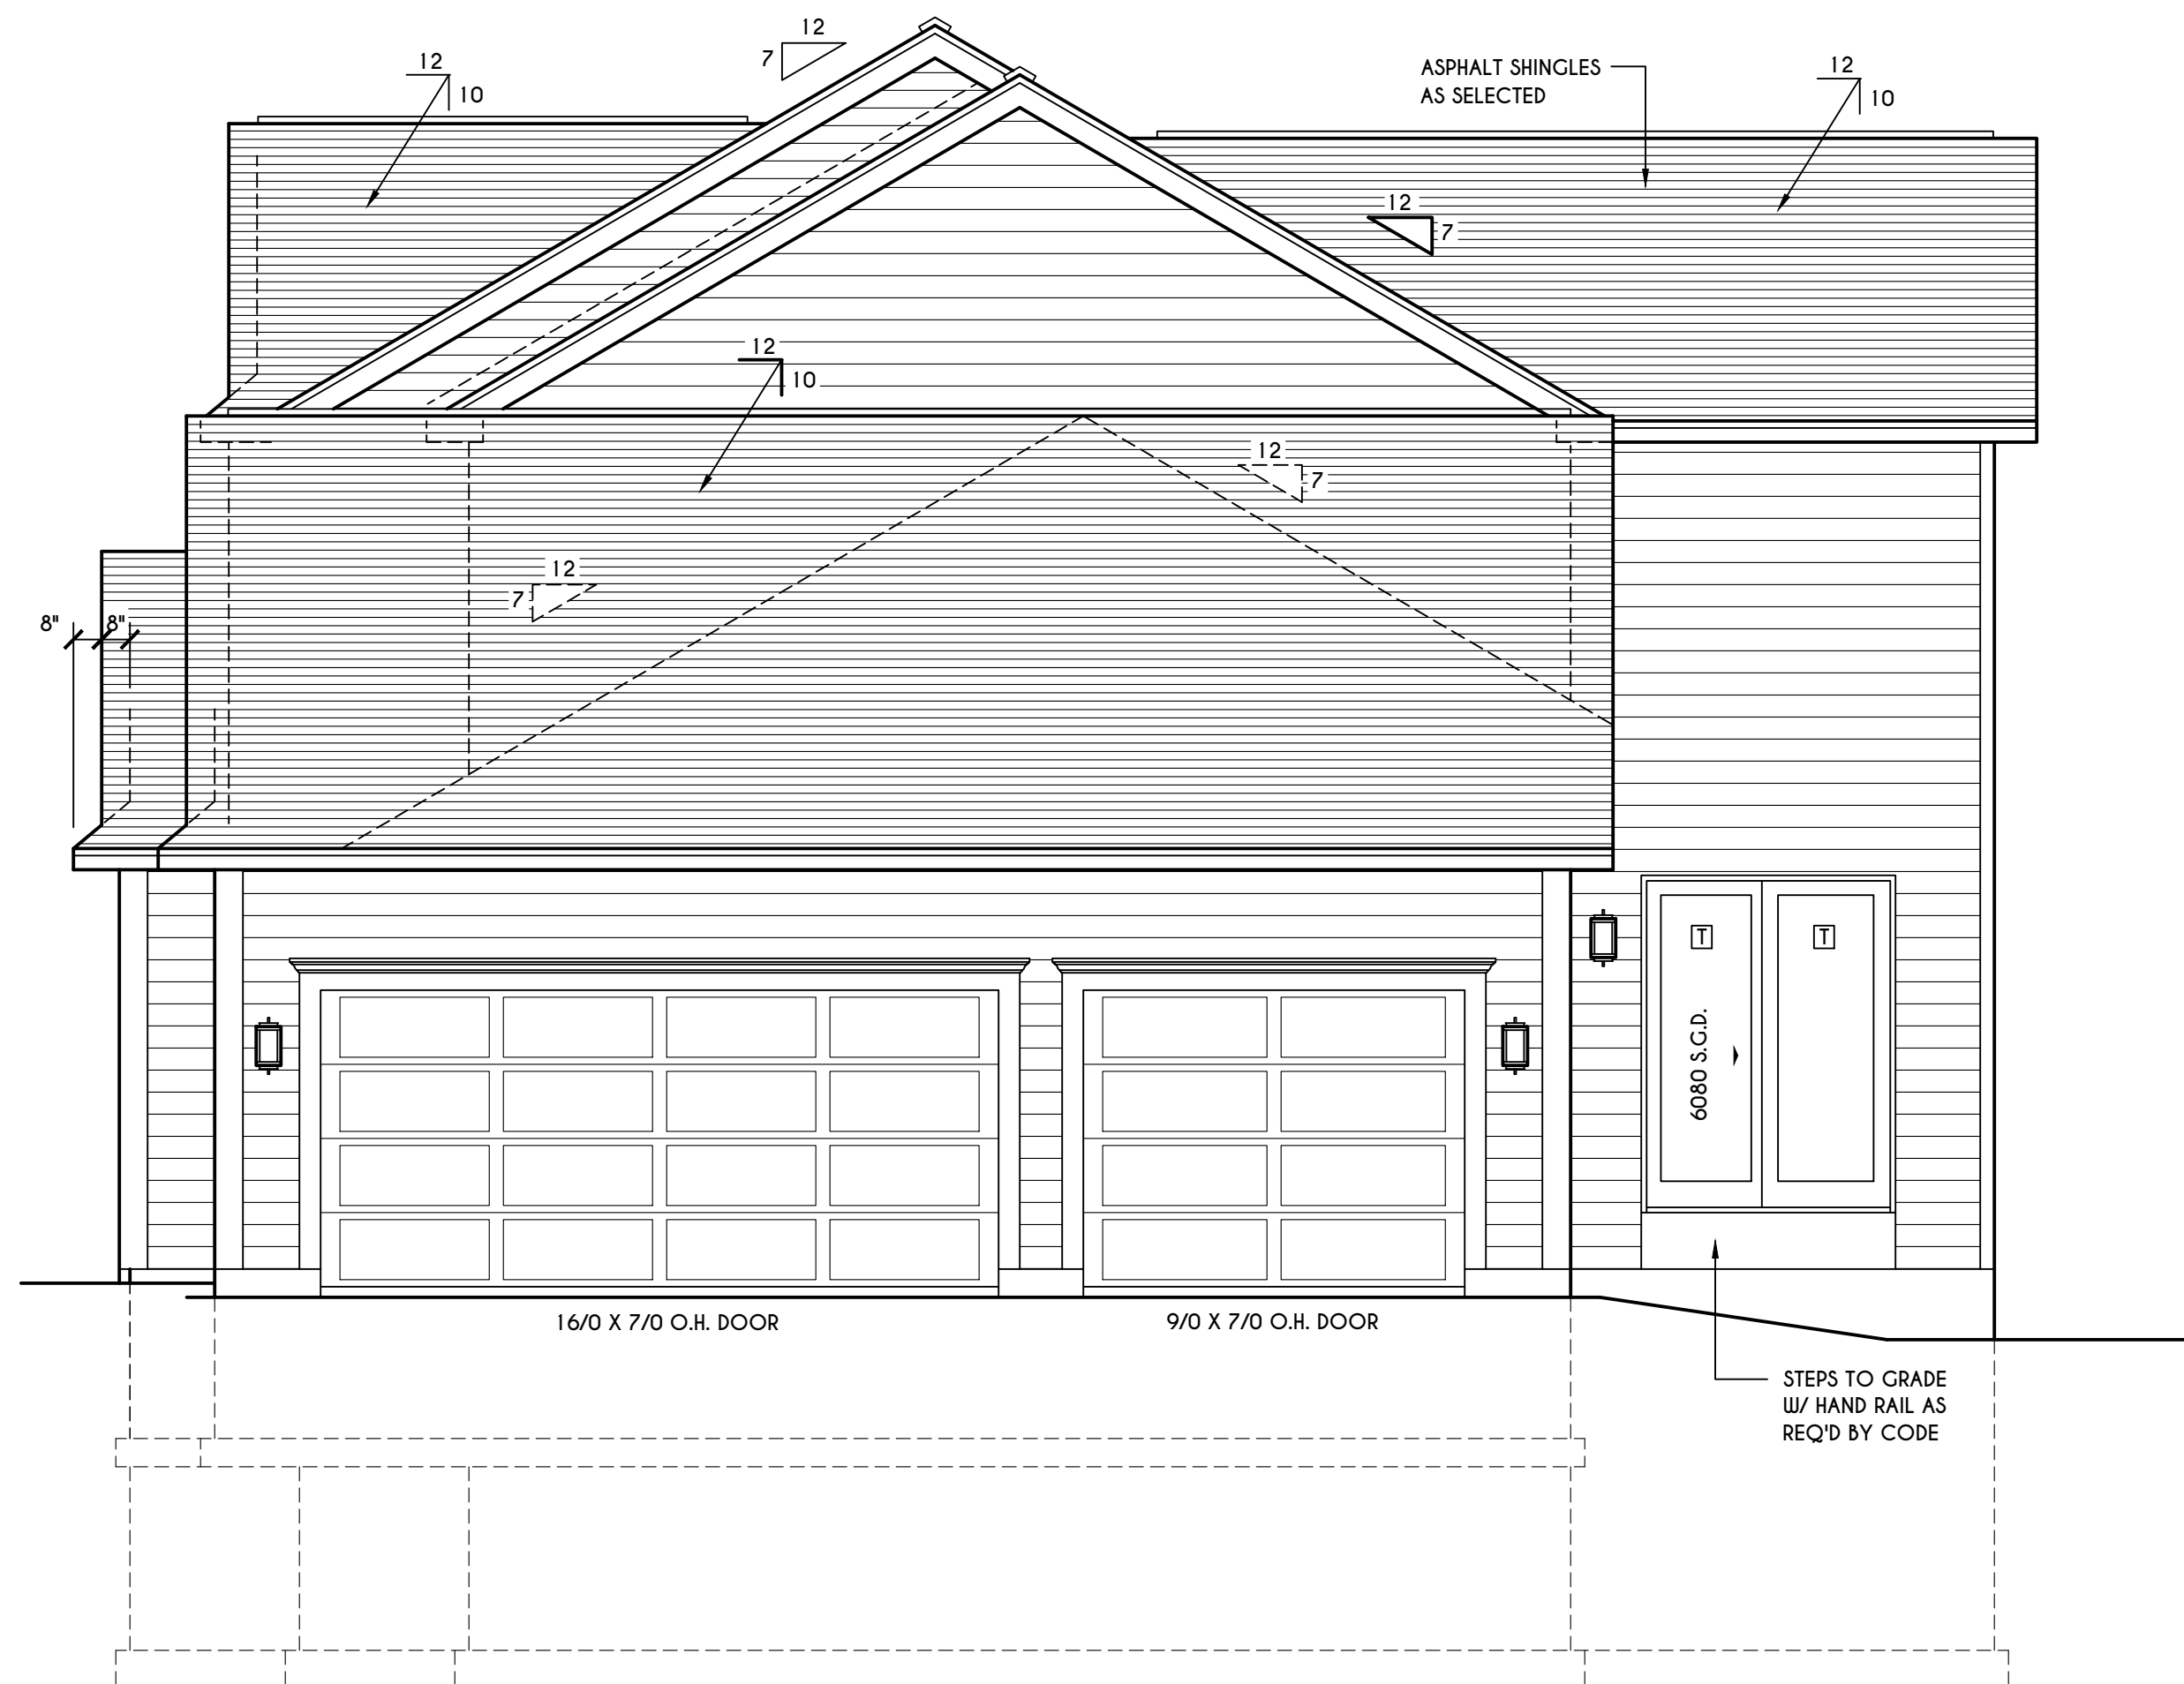 12
7
12
10
ASPHALT SHINGLES
AS SELECTED
12
10
12
7
12
10
12
7
12
7
8"
8"
T
T
6080 S.G.D.
16/0 X 7/0 O.H. DOOR
9/0 X 7/0 O.H. DOOR
STEPS TO GRADE
W/ HAND RAIL AS
REQ'D BY CODE